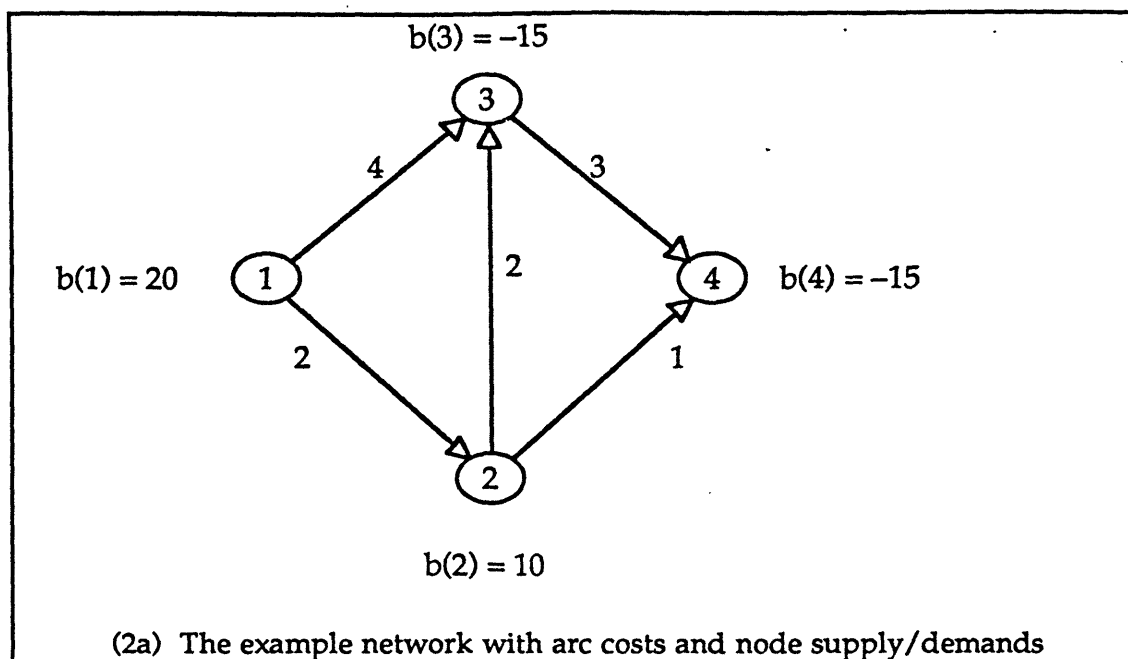 b(3) = –15
3
4
3
b(1) = 20
1
2
4
b(4) = –15
2
1
2
b(2) = 10
(2a) The example network with arc costs and node supply/demands